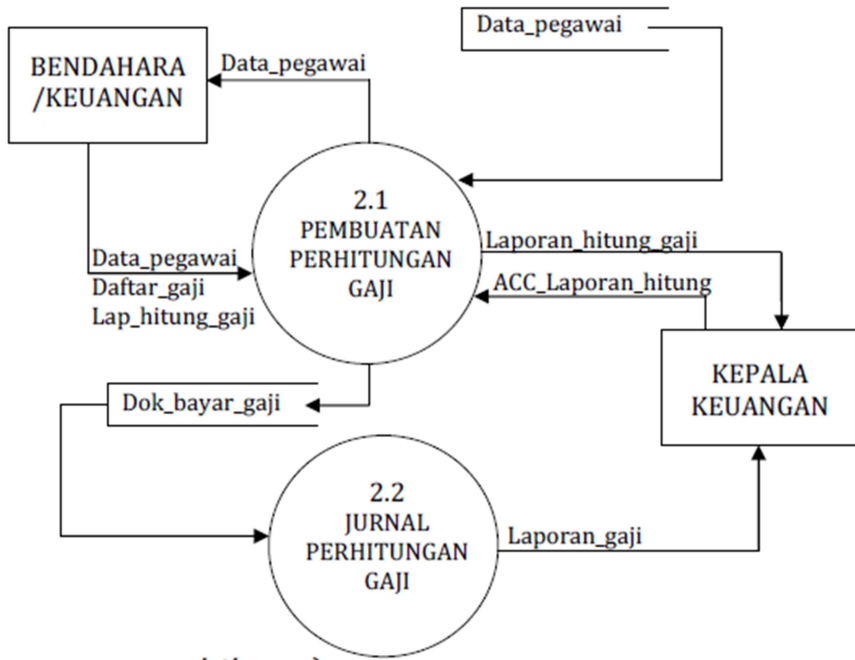 Data_pegawai
BENDAHARA
/KEUANGAN
Data_pegawai
2.1
PEMBUATAN
PERHITUNGAN
GAJI
Data_pegawai
Daftar_gaji
Lap_hitung_gaji
Laporan_hitung_gaji
ACC_Laporan_hitung
KEPALA
KEUANGAN
Dok_bayar_gaji
2.2
JURNAL
PERHITUNGAN
GAJI
Laporan_gaji